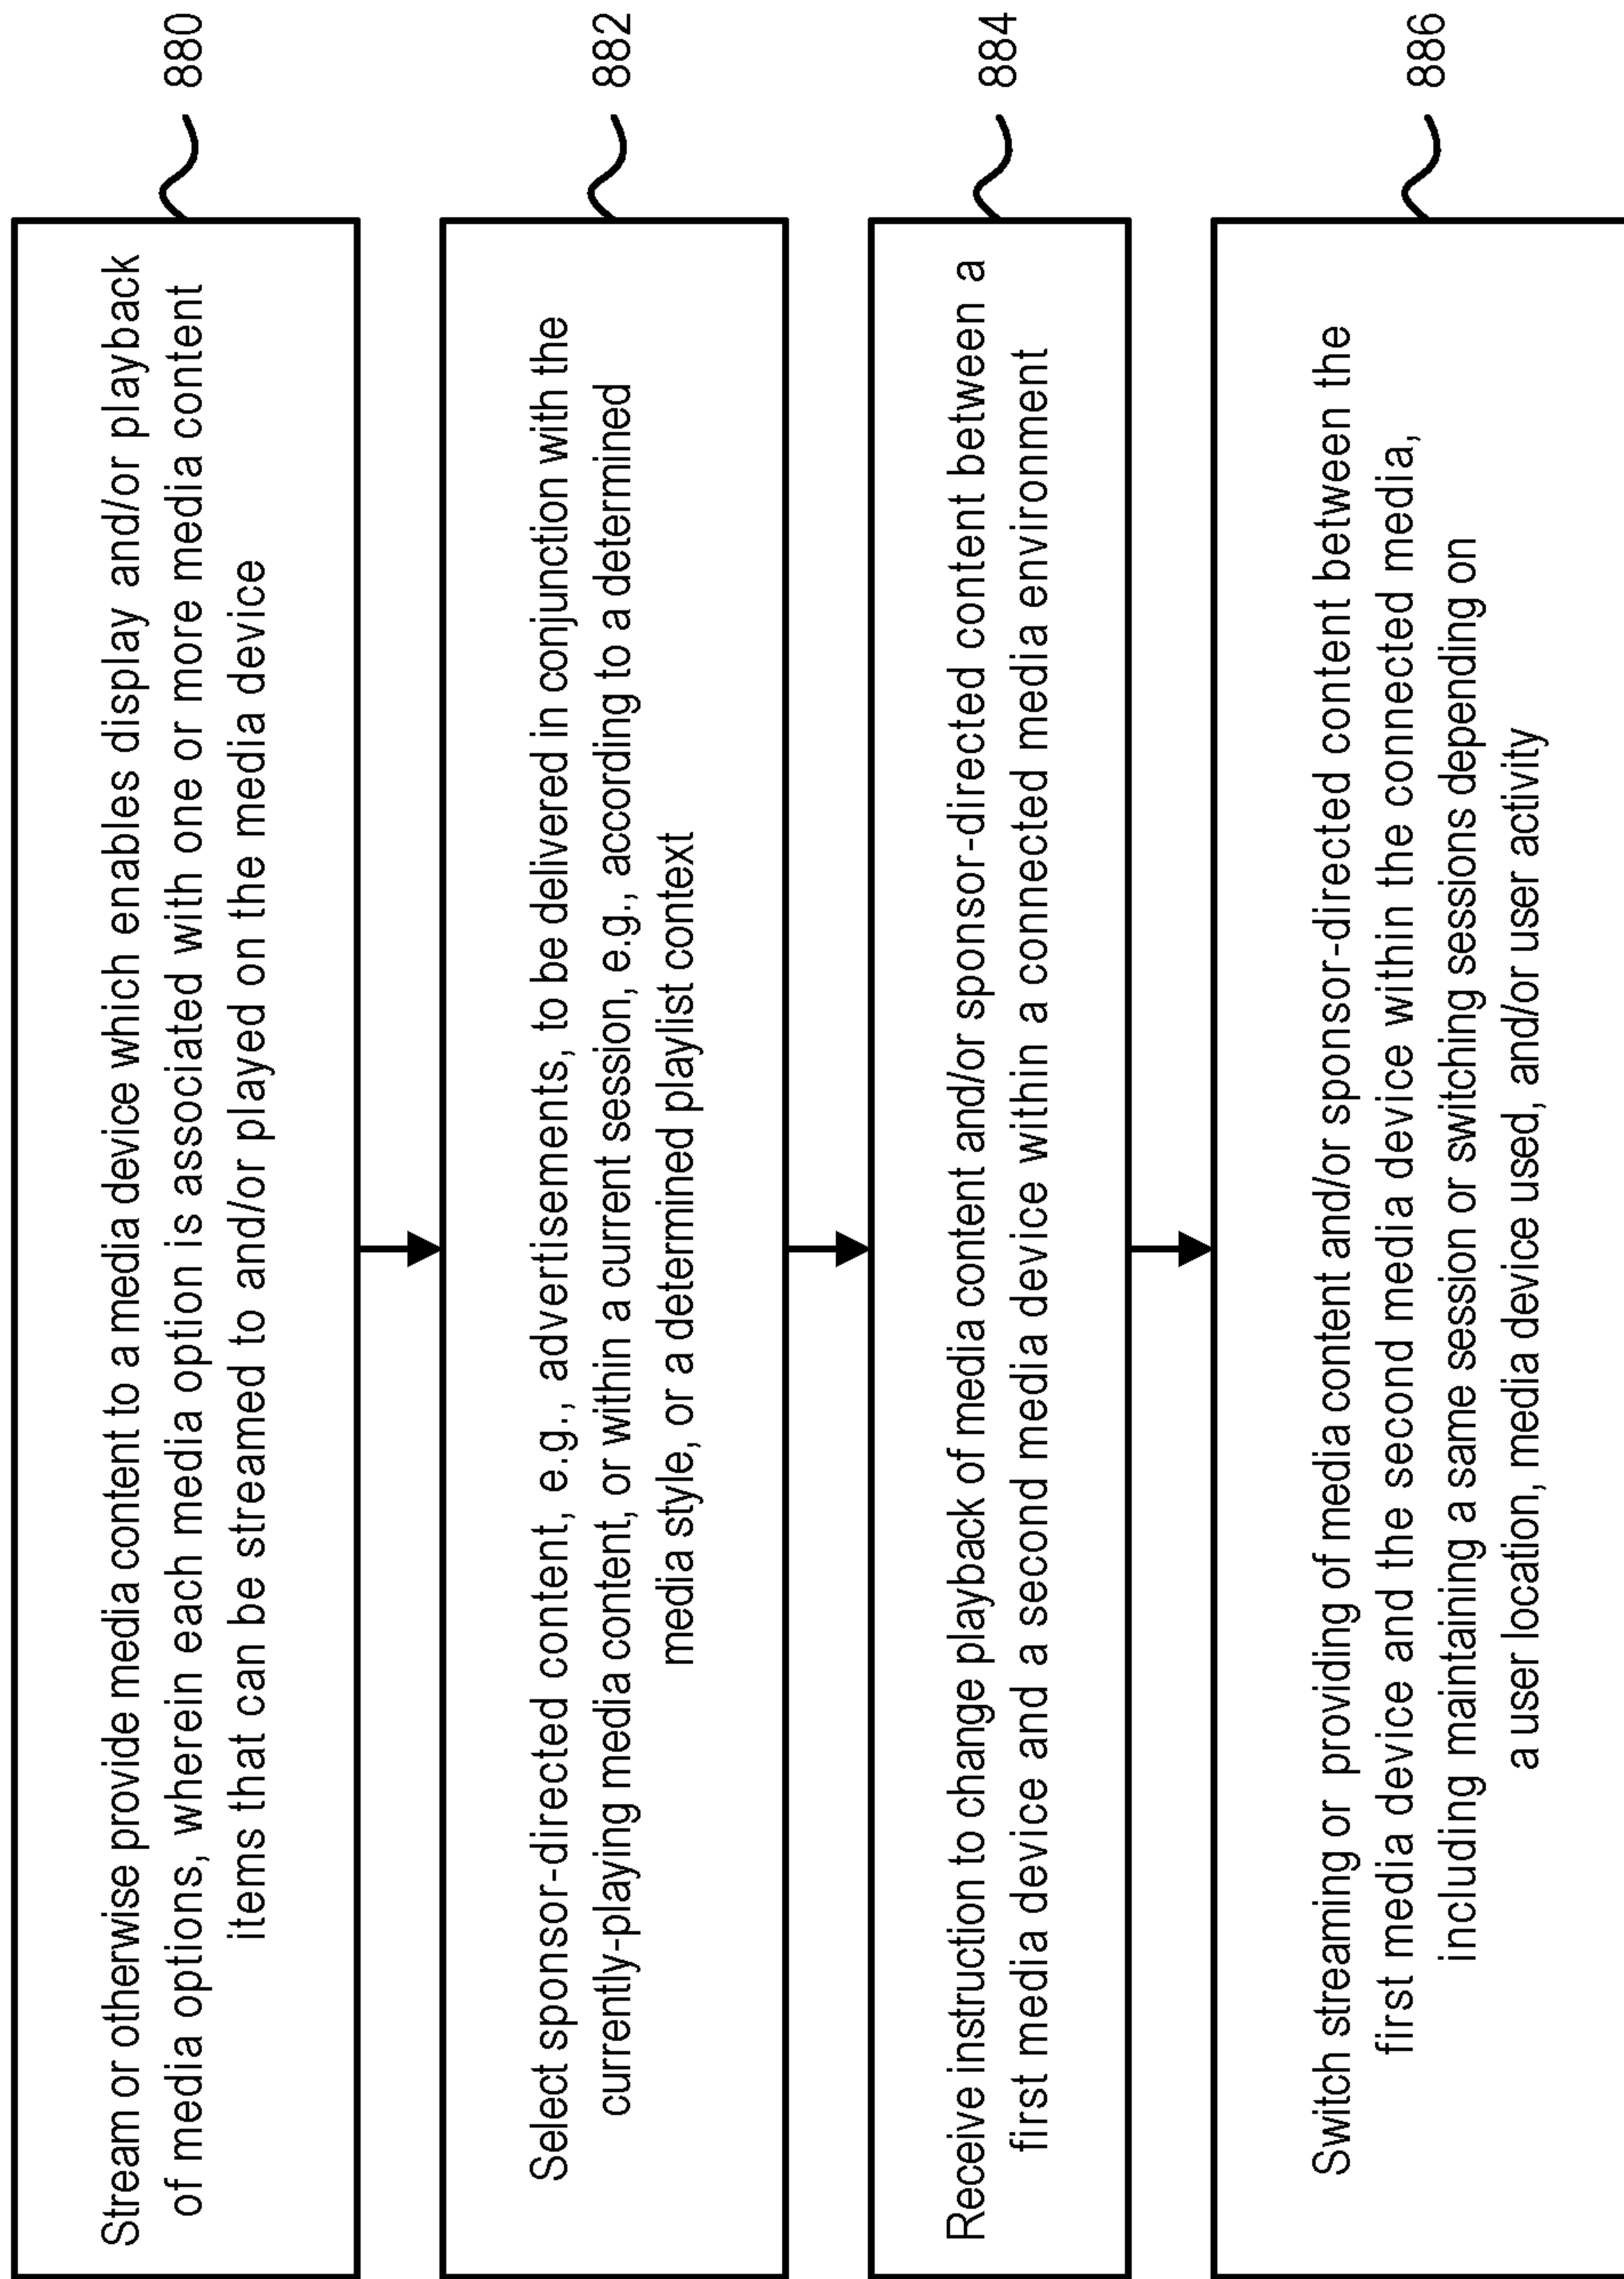 Stream or otherwise provide media content to a media device which enables display and/or playback
of media options, wherein each media option is associated with one or more media content
items that can be streamed to and/or played on the media device
880
Select sponsor-directed content, e.g., advertisements, to be delivered in conjunction with the
currently-playing media content, or within a current session, e.g., according to a determined
media style, or a determined playlist context
882
Receive instruction to change playback of media content and/or sponsor-directed content between a
first media device and a second media device within a connected media environment
884
Switch streaming or providing of media content and/or sponsor-directed content between the
first media device and the second media device within the connected media,
including maintaining a same session or switching sessions depending on
a user location, media device used, and/or user activity
886